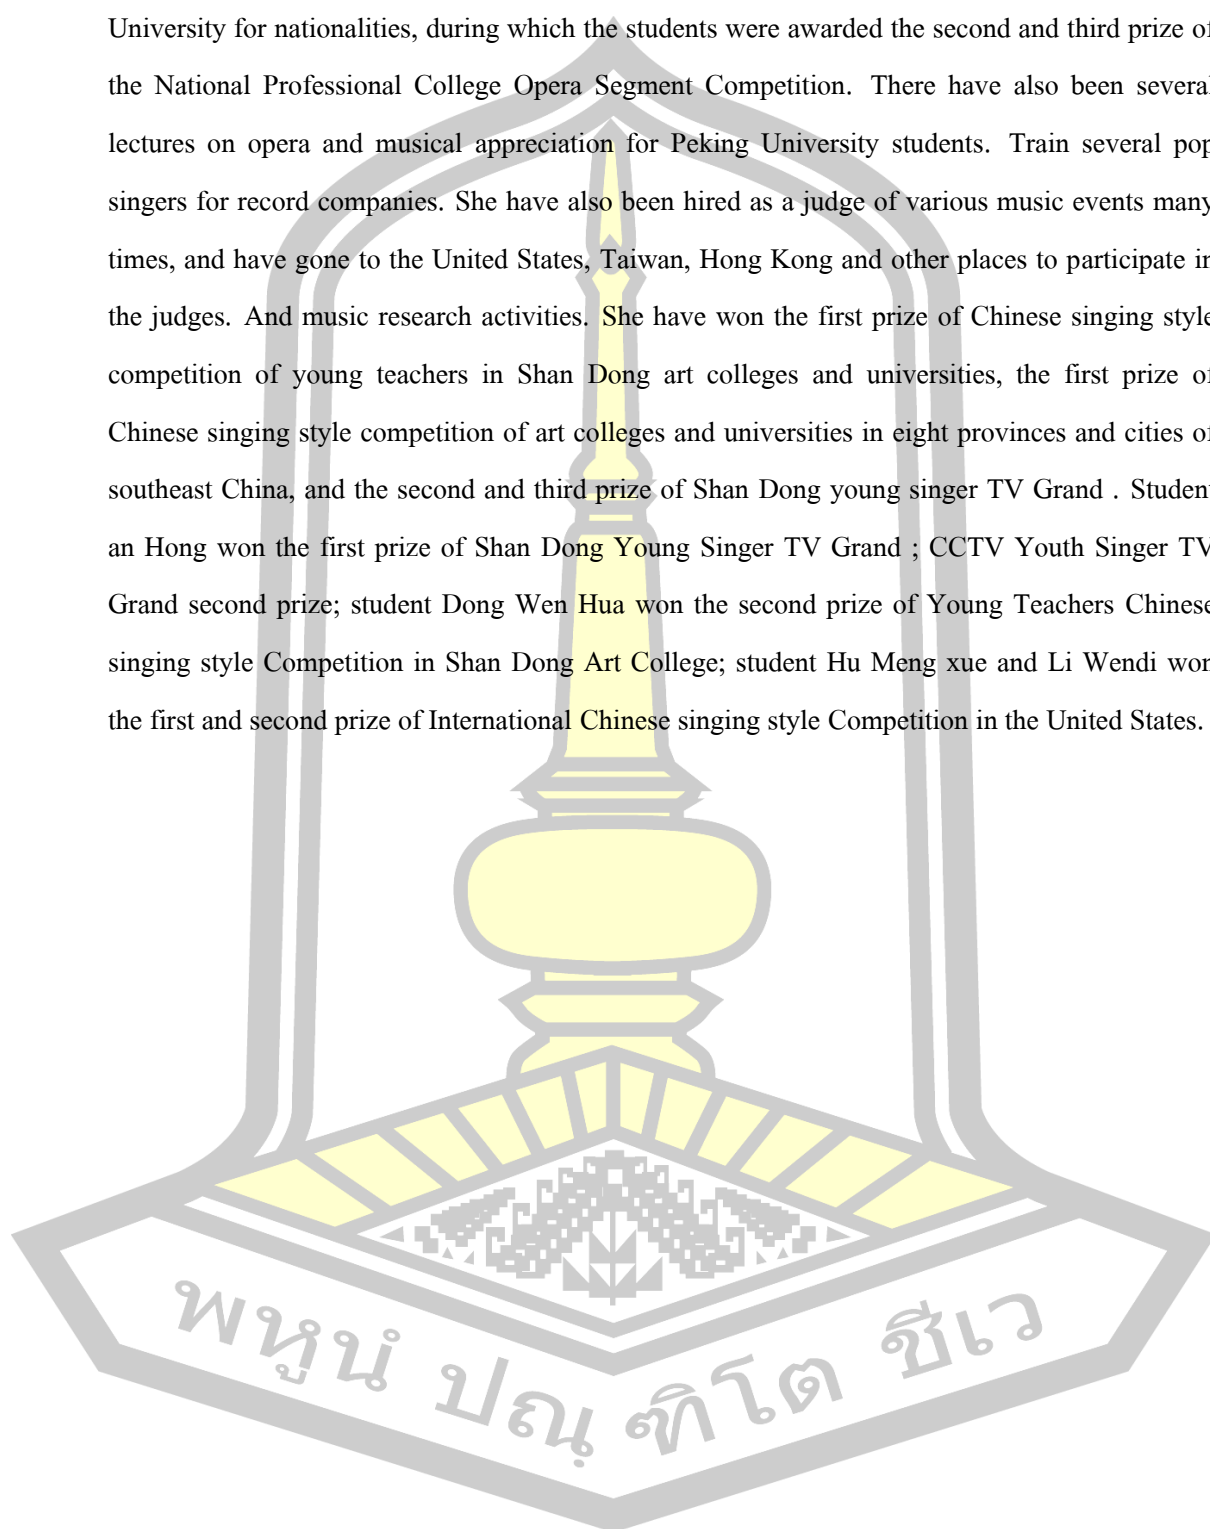 University for nationalities, during which the students were awarded the second and third prize of
the National Professional College Opera Segment Competition. There have also been several
lectures on opera and musical appreciation for Peking University students. Train several pop
singers for record companies. She have also been hired as a judge of various music events many
times, and have gone to the United States, Taiwan, Hong Kong and other places to participate in
the judges. And music research activities. She have won the first prize of Chinese singing style
competition of young teachers in Shan Dong art colleges and universities, the first prize of
Chinese singing style competition of art colleges and universities in eight provinces and cities of
southeast China, and the second and third prize of Shan Dong young singer TV Grand . Student
an Hong won the first prize of Shan Dong Young Singer TV Grand ; CCTV Youth Singer TV
Grand second prize; student Dong Wen Hua won the second prize of Young Teachers Chinese
singing style Competition in Shan Dong Art College; student Hu Meng xue and Li Wendi won
the first and second prize of International Chinese singing style Competition in the United States.
พหูนํ ปณฺฑิโต ชีเว